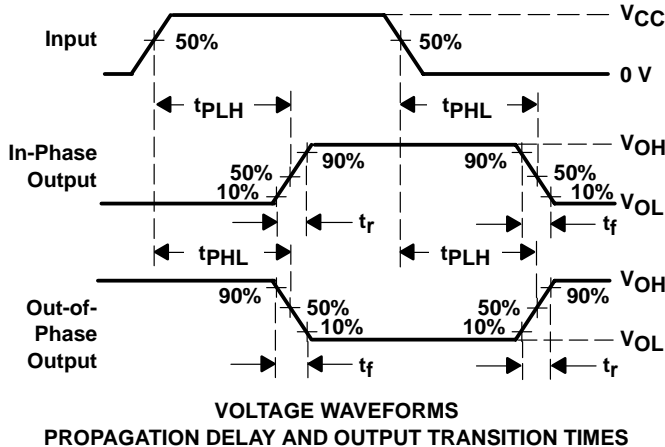 VCC
Input
50%
50%
0 V
tPLH
tPHL
In-Phase
Output
VOH
50%
90%
90%
50%
10%
10%
VOL
tr
tf
tPHL
tPLH
Out-of-
Phase
Output
VOH
90%
90%
50%
50%
10%
10%
VOL
tf
tr
VOLTAGE WAVEFORMS
PROPAGATION DELAY AND OUTPUT TRANSITION TIMES